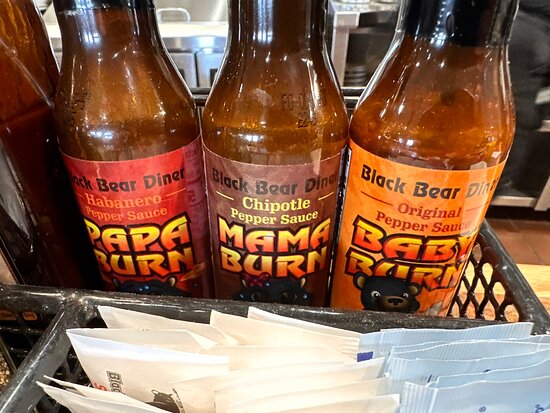 Black Bear Diner
Habanero
Pepper Sauce
PAPA
BURN
Black Bear Diner
Chipotle
Pepper Sauce
MAMA
BURN
Black Bear Diner
Original
Pepper Sauce
BABY
BURN